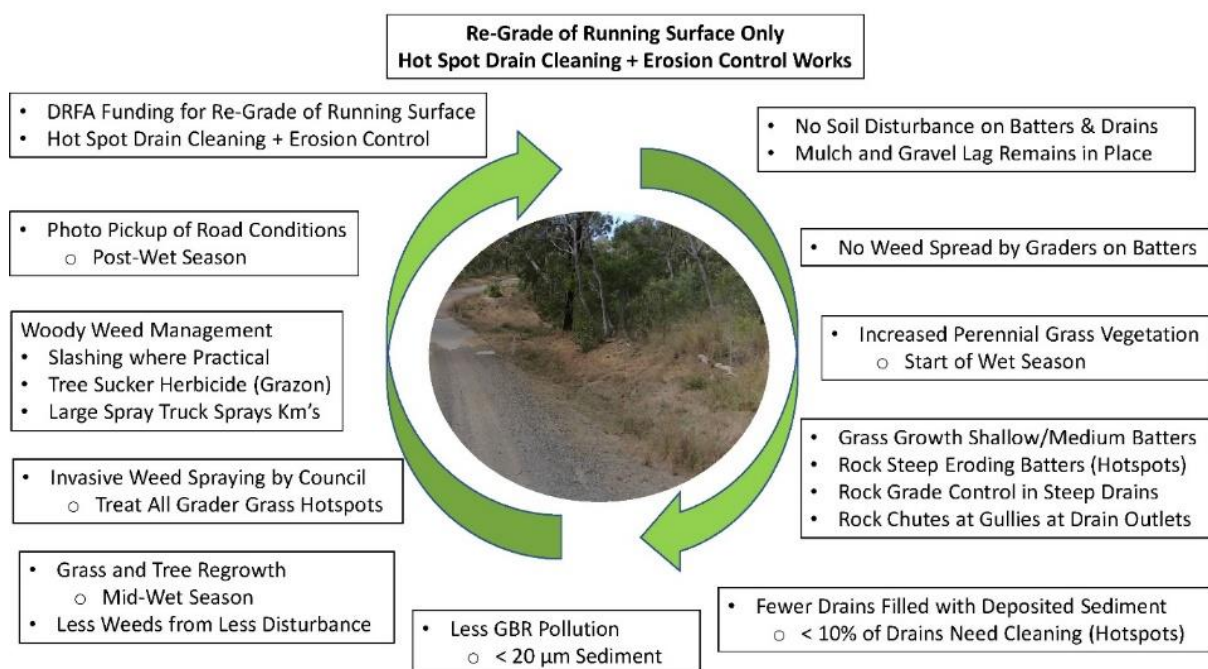 Re-Grade of Running Surface Only
Hot Spot Drain Cleaning + Erosion Control Works
• DRFA Funding for Re-Grade of Running Surface
• Hot Spot Drain Cleaning + Erosion Control
• No Soil Disturbance on Batters & Drains
• Mulch and Gravel Lag Remains in Place
• No Weed Spread by Graders on Batters
• Increased Perennial Grass Vegetation
o Start of Wet Season
• Grass Growth Shallow/Medium Batters
• Rock Steep Eroding Batters (Hotspots)
• Rock Grade Control in Steep Drains
• Rock Chutes at Gullies at Drain Outlets
• Fewer Drains Filled with Deposited Sediment
o < 10% of Drains Need Cleaning (Hotspots)
• Less GBR Pollution
o < 20 µm Sediment
• Grass and Tree Regrowth
o Mid-Wet Season
• Less Weeds from Less Disturbance
• Invasive Weed Spraying by Council
o Treat All Grader Grass Hotspots
Woody Weed Management
• Slashing where Practical
• Tree Sucker Herbicide (Grazon)
• Large Spray Truck Sprays Km's
• Photo Pickup of Road Conditions
o Post-Wet Season